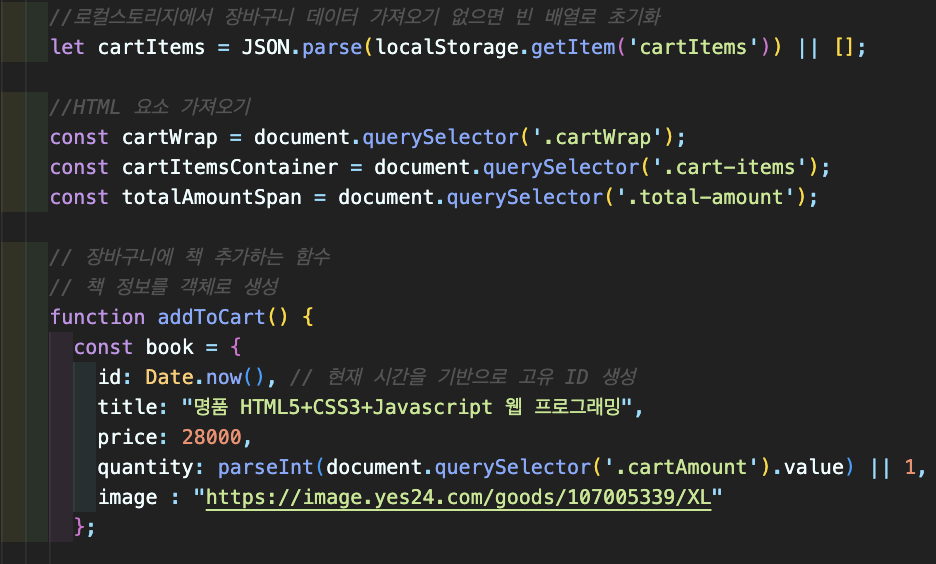 //로컬스토리지에서 장바구니 데이터 가져오기 없으면 빈 배열로 초기화
let cartItems = JSON.parse(localStorage.getItem('cartItems')) || [];
//HTML 요소 가져오기
const cartWrap = document.querySelector('.cartWrap');
const cartItemsContainer = document.querySelector('.cart-items');
const totalAmountSpan = document.querySelector('.total-amount');
// 장바구니에 책 추가하는 함수
// 책 정보를 객체로 생성
function addToCart() {
const book = {
id: Date.now(), // 현재 시간을 기반으로 고유 ID 생성
title: "명품 HTML5+CSS3+Javascript 웹 프로그래밍",
price: 28000,
quantity: parseInt(document.querySelector('.cartAmount').value) || 1,
image : "https://image.yes24.com/goods/107005339/XL"
};